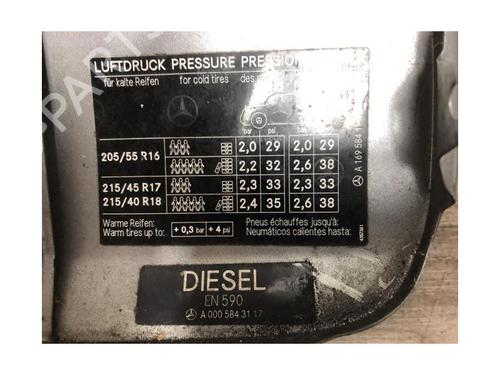 LUFTDRUCK PRESSURE PRESSION
für kalte Reifen for cold tires des
bar psi bar psi
205/55 R16 2,0 29 2,0 29
2,2 32 2,6 38
215/45 R17 2,3 33 2,3 33
215/40 R18 2,4 35 2,6 38
Warme Reifen: Pneus échauffes jusqu'à:
Warm tires up to: + 0,3 bar + 4 psi Neumáticos calientes hasta:
A 169 584
DIESEL
EN 590
A 000 584 31 17